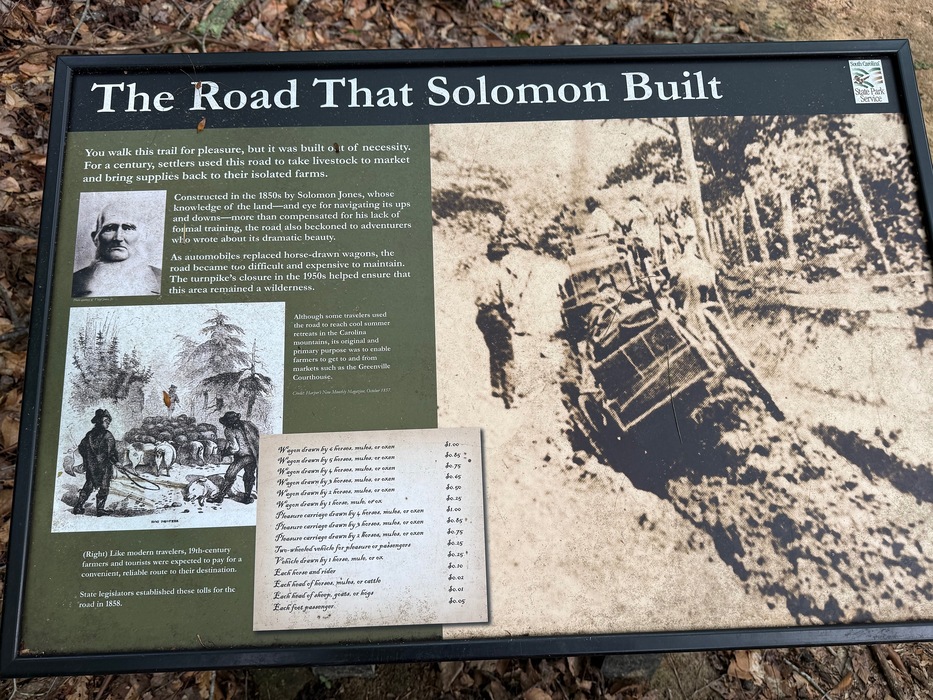 The Road That Solomon Built
South Carolina
State Park
Service
You walk this trail for pleasure, but it was built out of necessity.
For a century, settlers used this road to take livestock to market
and bring supplies back to their isolated farms.
Constructed in the 1850s by Solomon Jones, whose
knowledge of the land—and eye for navigating its ups
and downs—more than compensated for his lack of
formal training, the road also beckoned to adventurers
who wrote about its dramatic beauty.
As automobiles replaced horse-drawn wagons, the
road became too difficult and expensive to maintain.
The turnpike's closure in the 1950s helped ensure that
this area remained a wilderness.
Although some travelers used
the road to reach cool summer
retreats in the Carolina
mountains, its original and
primary purpose was to enable
farmers to get to and from
markets such as the Greenville
Courthouse.
Credit: Harper's New Monthly Magazine, October 1857.
HOG DRIVERS
(Right) Like modern travelers, 19th-century
farmers and tourists were expected to pay for a
convenient, reliable route to their destination.
State legislators established these tolls for the
road in 1858.
Wagon drawn by 6 horses, mules, or oxen $1.00
Wagon drawn by 5 horses, mules, or oxen $0.85
Wagon drawn by 4 horses, mules, or oxen $0.75
Wagon drawn by 3 horses, mules, or oxen $0.65
Wagon drawn by 2 horses, mules, or oxen $0.50
Wagon drawn by 1 horse, mule, or ox $0.25
Pleasure carriage drawn by 4 horses, mules, or oxen $1.00
Pleasure carriage drawn by 3 horses, mules, or oxen $0.85
Pleasure carriage drawn by 2 horses, mules, or oxen $0.75
Two-wheeled vehicle for pleasure or passengers $0.25
Vehicle drawn by 1 horse, mule, or ox $0.25
Each horse and rider $0.10
Each head of horses, mules, or cattle $0.02
Each head of sheep, goats, or hogs $0.01
Each foot passenger $0.05